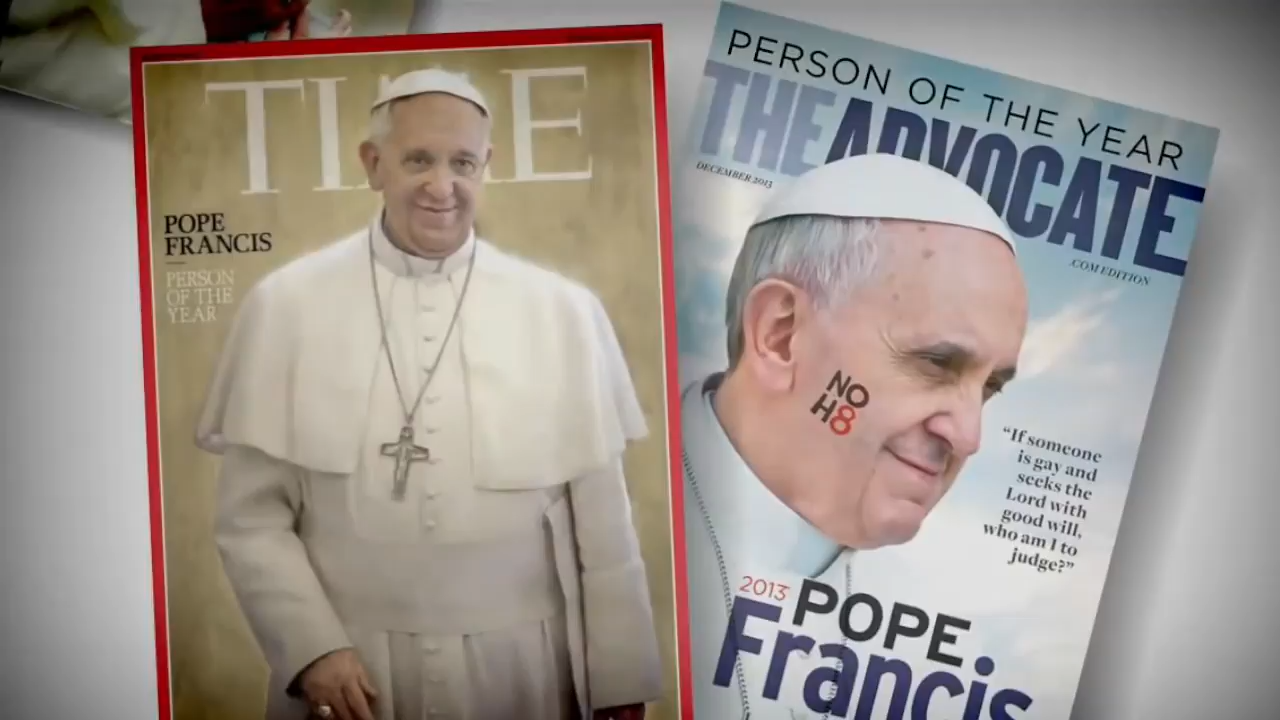 TIME
POPE
FRANCIS
PERSON
OF THE
YEAR
PERSON OF THE YEAR
THE ADVOCATE
DECEMBER 2013
.COM EDITION
NO
H8
“If someone
is gay and
seeks the
Lord with
good will,
who am I to
judge?”
2013 POPE
Francis